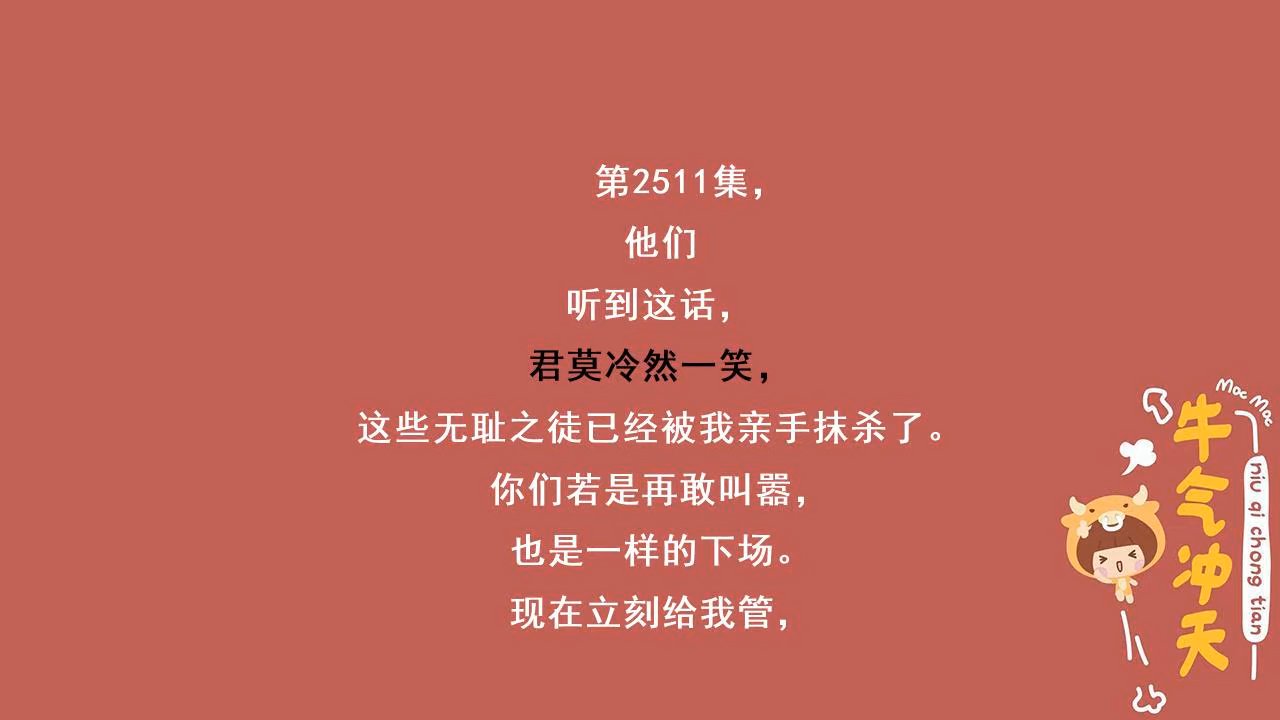 第2511集，
他们
听到这话，
君莫冷然一笑，
这些无耻之徒已经被我亲手抹杀了。
你们若是再敢叫嚣，
也是一样的下场。
现在立刻给我管，
Moc Moc
牛气冲天
niu qi chong tian